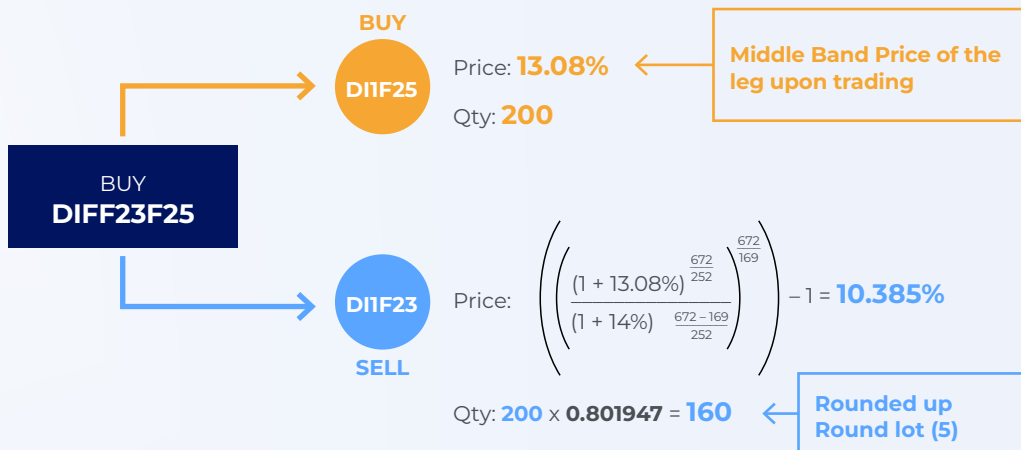 BUY
DIFF23F25
BUY
DI1F25
Price: 13.08%
Qty: 200
Middle Band Price of the
leg upon trading
DI1F23
SELL
Price: (((1 + 13.08%)^(672/252) / (1 + 14%)^((672 – 169)/252))^(672/169)) – 1 = 10.385%
Qty: 200 x 0.801947 = 160
Rounded up
Round lot (5)